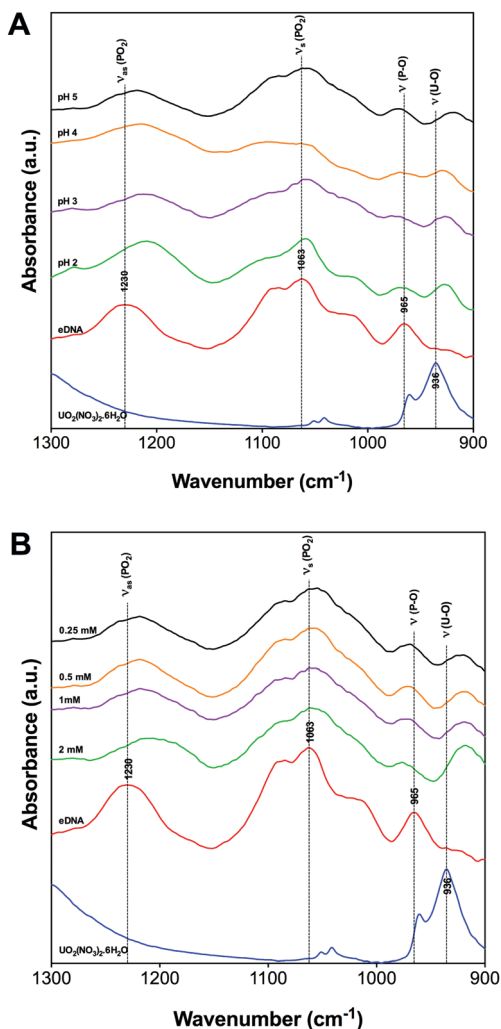 A
νas (PO2)
νs (PO2)
ν (P-O)
ν (U-O)
pH 5
pH 4
pH 3
pH 2
eDNA
UO2(NO3)2.6H2O
1230
1063
965
936
Absorbance (a.u.)
1300 1200 1100 1000 900
Wavenumber (cm-1)
B
νas (PO2)
νs (PO2)
ν (P-O)
ν (U-O)
0.25 mM
0.5 mM
1mM
2 mM
eDNA
UO2(NO3)2.6H2O
1230
1063
965
936
Absorbance (a.u.)
1300 1200 1100 1000 900
Wavenumber (cm-1)